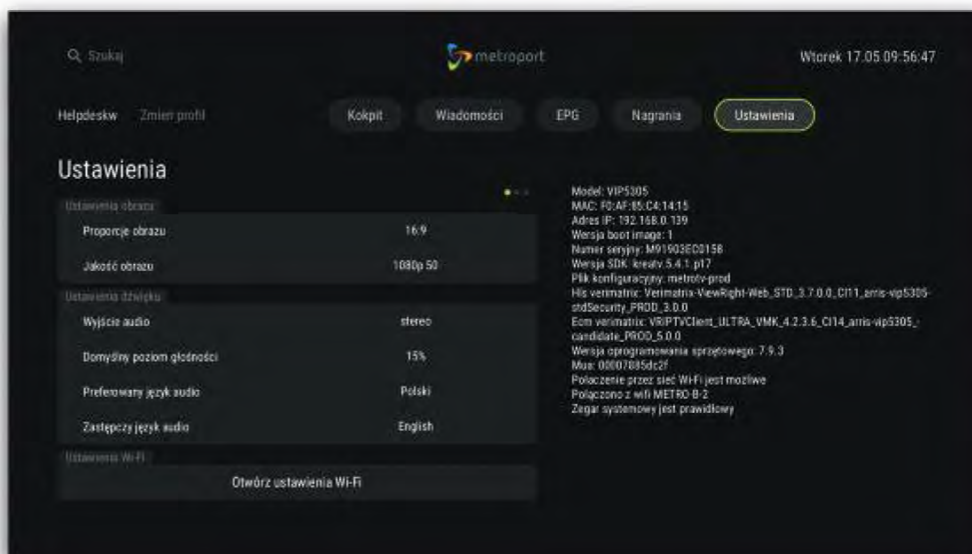 Szukaj
metroport
Wtorek 17.05 09:56:47
Helpdeskw Zmień profil
Kokpit
Wiadomości
EPG
Nagrania
Ustawienia
Ustawienia
Ustawienia obrazu
Proporcje obrazu 16:9
Jakość obrazu 1080p 50
Ustawienia dźwięku
Wyjście audio stereo
Domyślny poziom głośności 15%
Preferowany język audio Polski
Zastępczy język audio English
Ustawienia Wi-Fi
Otwórz ustawienia Wi-Fi
Model: VIP5305
MAC: F0:AF:85:C4:14:15
Adres IP: 192.168.0.139
Wersja boot image: 1
Numer seryjny: M91903EC0158
Wersja SDK: kreatv.5.4.1.p17
Plik konfiguracyjny: metrotv-prod
Hls verimatrix: Verimatrix-ViewRight-Web_STD_3.7.0.0_CI11_arris-vip5305-
stdSecurity_PROD_3.0.0
Ecm verimatrix: VRIPTVClient_ULTRA_VMK_4.2.3.6_CI14_arris-vip5305_-
candidate_PROD_5.0.0
Wersja oprogramowania sprzętowego: 7.9.3
Mua: 00007885dc2f
Połaczenie przez sieć Wi-Fi jest możliwe
Połączono z wifi METRO-B-2
Zegar systemowy jest prawidłowy